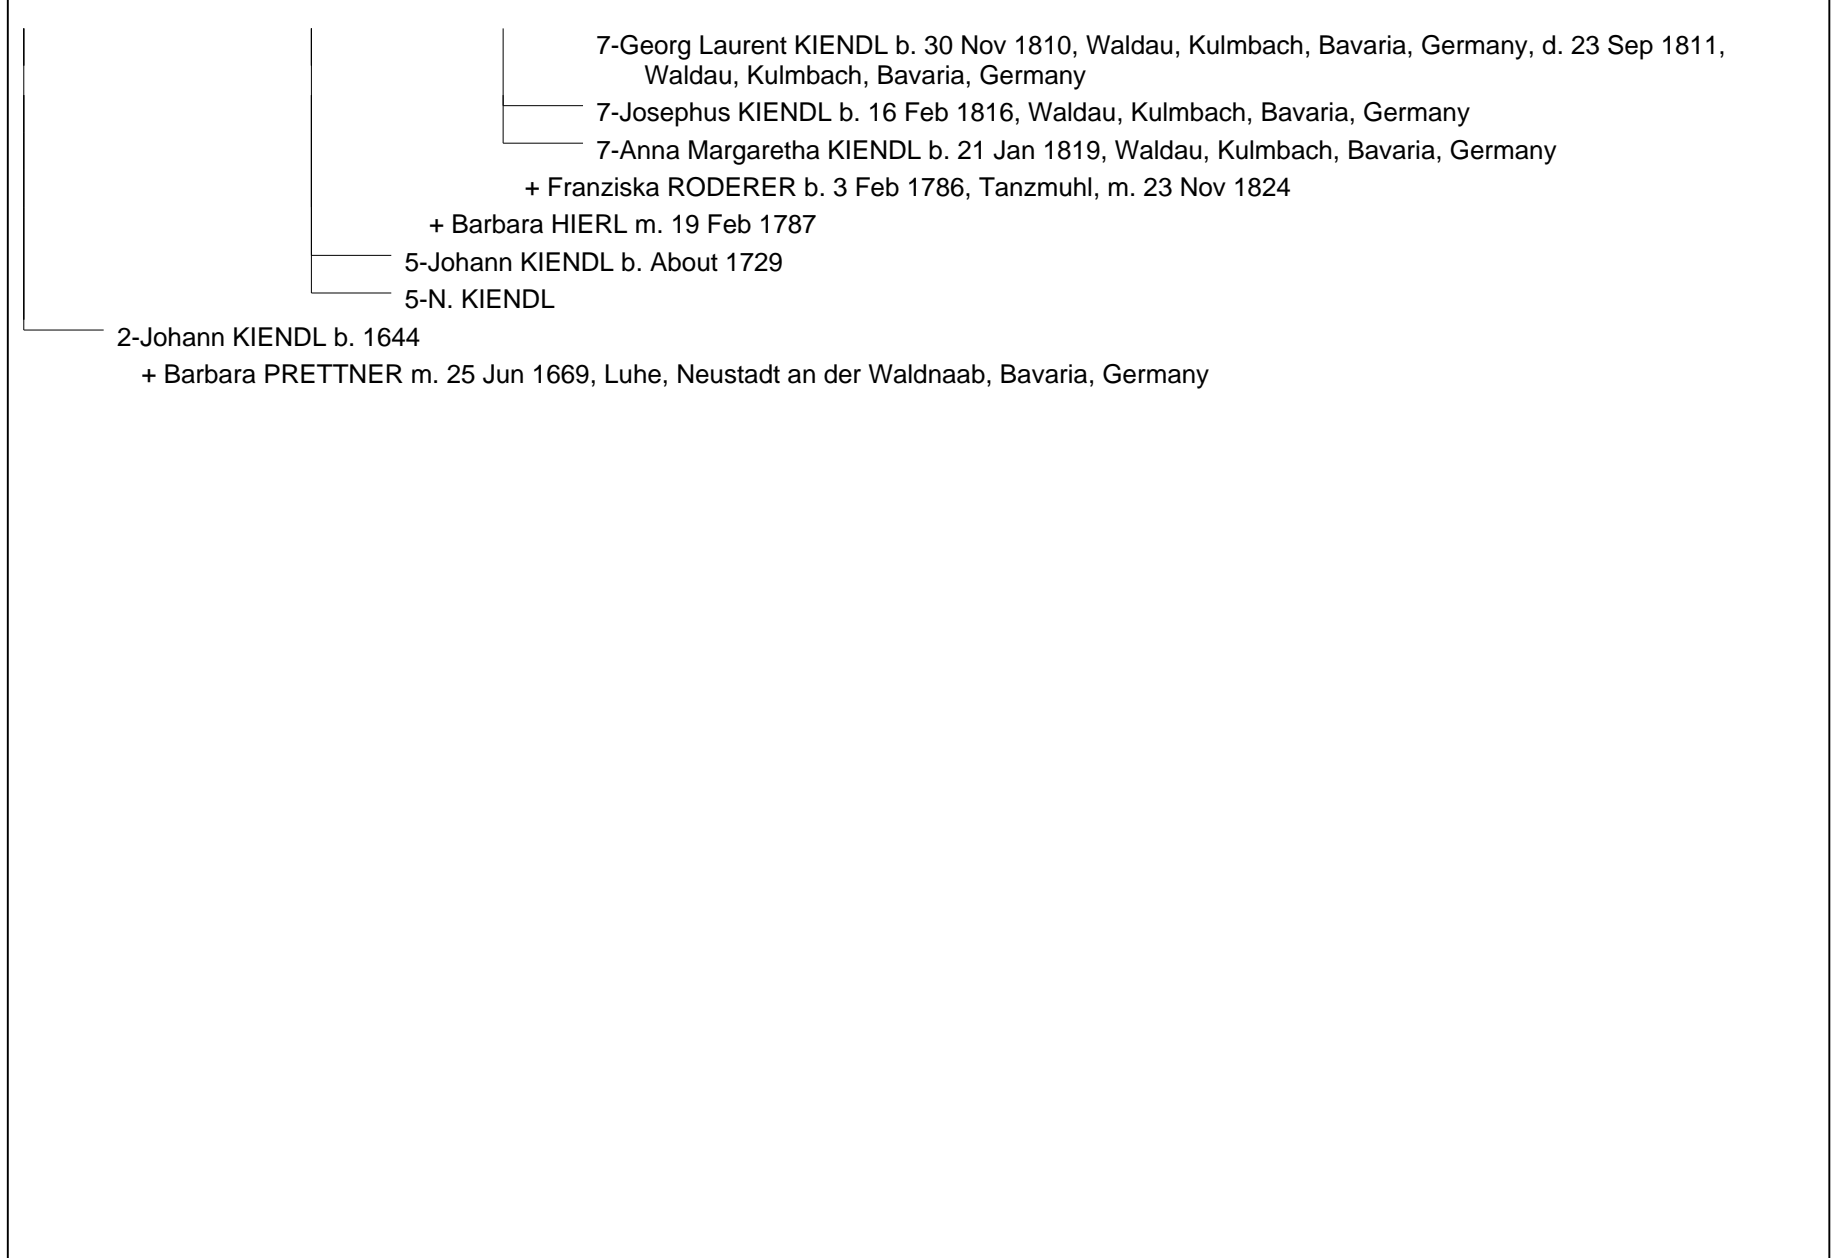 7-Georg Laurent KIENDL b. 30 Nov 1810, Waldau, Kulmbach, Bavaria, Germany, d. 23 Sep 1811,
Waldau, Kulmbach, Bavaria, Germany
7-Josephus KIENDL b. 16 Feb 1816, Waldau, Kulmbach, Bavaria, Germany
7-Anna Margaretha KIENDL b. 21 Jan 1819, Waldau, Kulmbach, Bavaria, Germany
+ Franziska RODERER b. 3 Feb 1786, Tanzmuhl, m. 23 Nov 1824
+ Barbara HIERL m. 19 Feb 1787
5-Johann KIENDL b. About 1729
5-N. KIENDL
2-Johann KIENDL b. 1644
+ Barbara PRETTNER m. 25 Jun 1669, Luhe, Neustadt an der Waldnaab, Bavaria, Germany